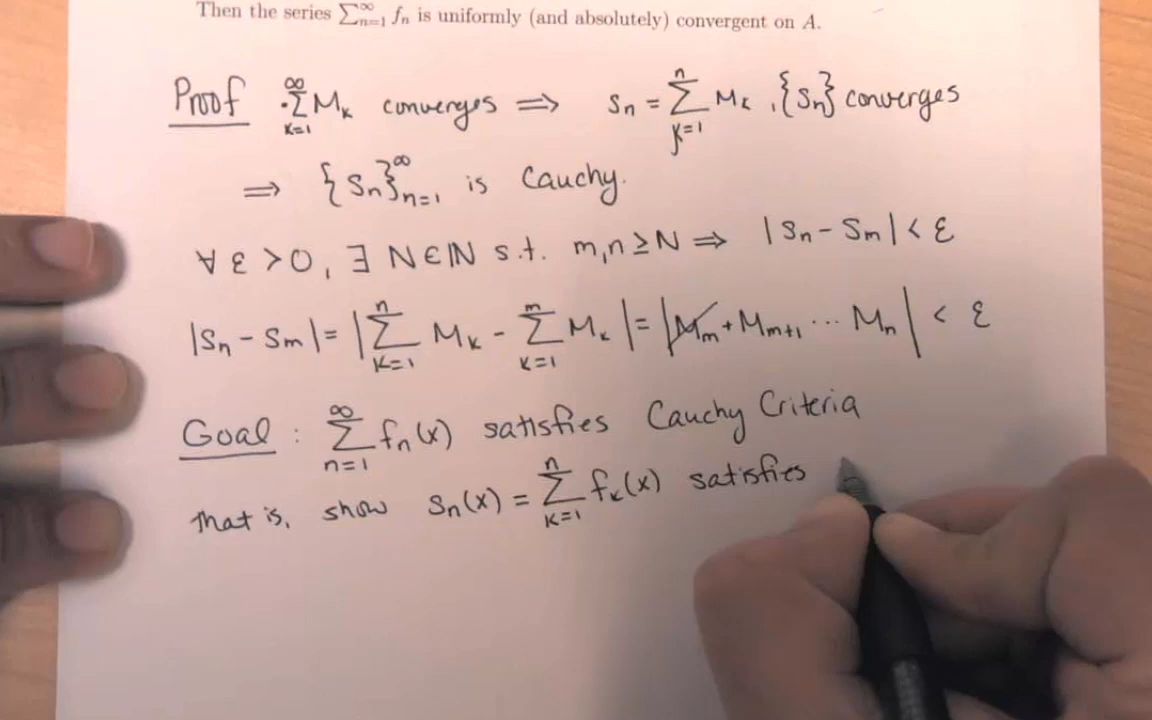 Then the series ∑_{n=1}^∞ f_n is uniformly (and absolutely) convergent on A.
Proof ∑_{k=1}^∞ M_k converges ⟹ s_n = ∑_{k=1}^n M_k , {s_n} converges
⟹ {s_n}_{n=1}^∞ is Cauchy.
∀ ε > 0, ∃ N ∈ ℕ s.t. m,n ≥ N ⟹ |s_n - s_m| < ε
|s_n - s_m| = |∑_{k=1}^n M_k - ∑_{k=1}^m M_k| = |M_m + M_{m+1} ... M_n| < ε
Goal : ∑_{n=1}^∞ f_n(x) satisfies Cauchy Criteria
that is, show s_n(x) = ∑_{k=1}^n f_k(x) satisfies